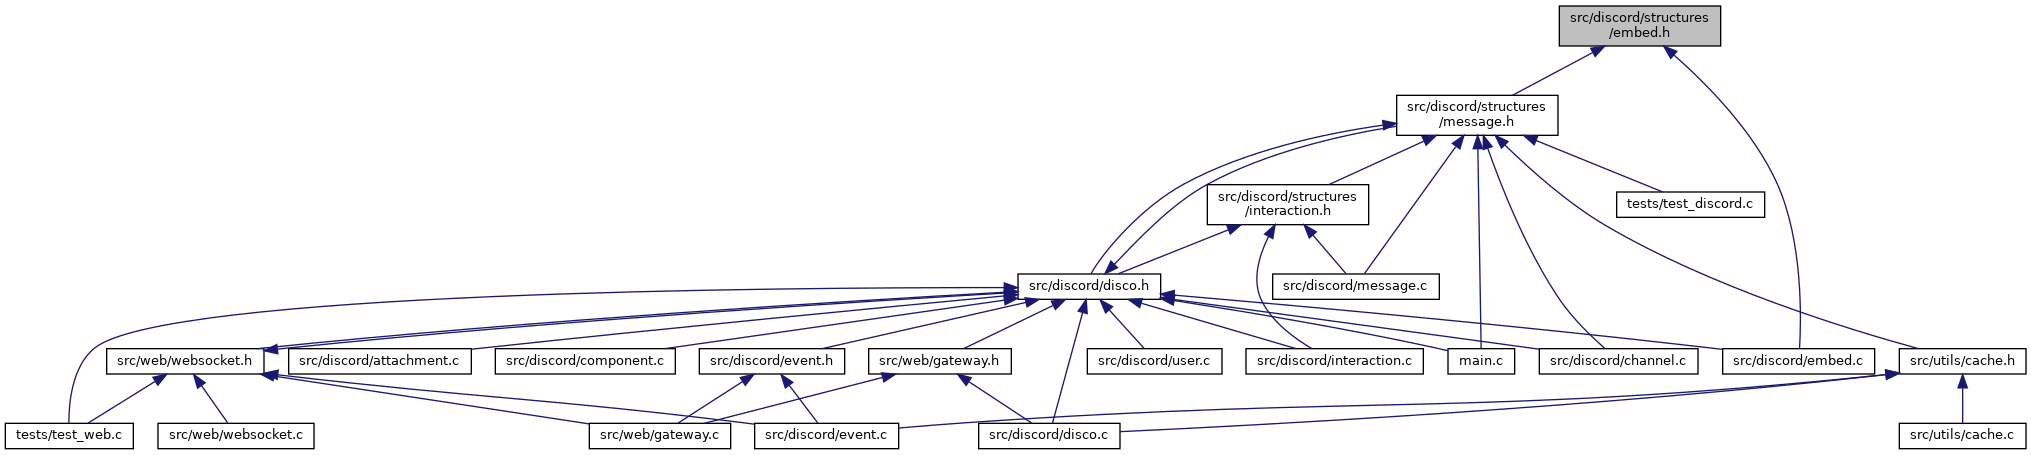 src/discord/structures
/embed.h
src/discord/structures
/message.h
src/discord/structures
/interaction.h
tests/test_discord.c
src/discord/disco.h
src/discord/message.c
src/web/websocket.h
src/discord/attachment.c
src/discord/component.c
src/discord/event.h
src/web/gateway.h
src/discord/user.c
src/discord/interaction.c
main.c
src/discord/channel.c
src/discord/embed.c
src/utils/cache.h
tests/test_web.c
src/web/websocket.c
src/web/gateway.c
src/discord/event.c
src/discord/disco.c
src/utils/cache.c